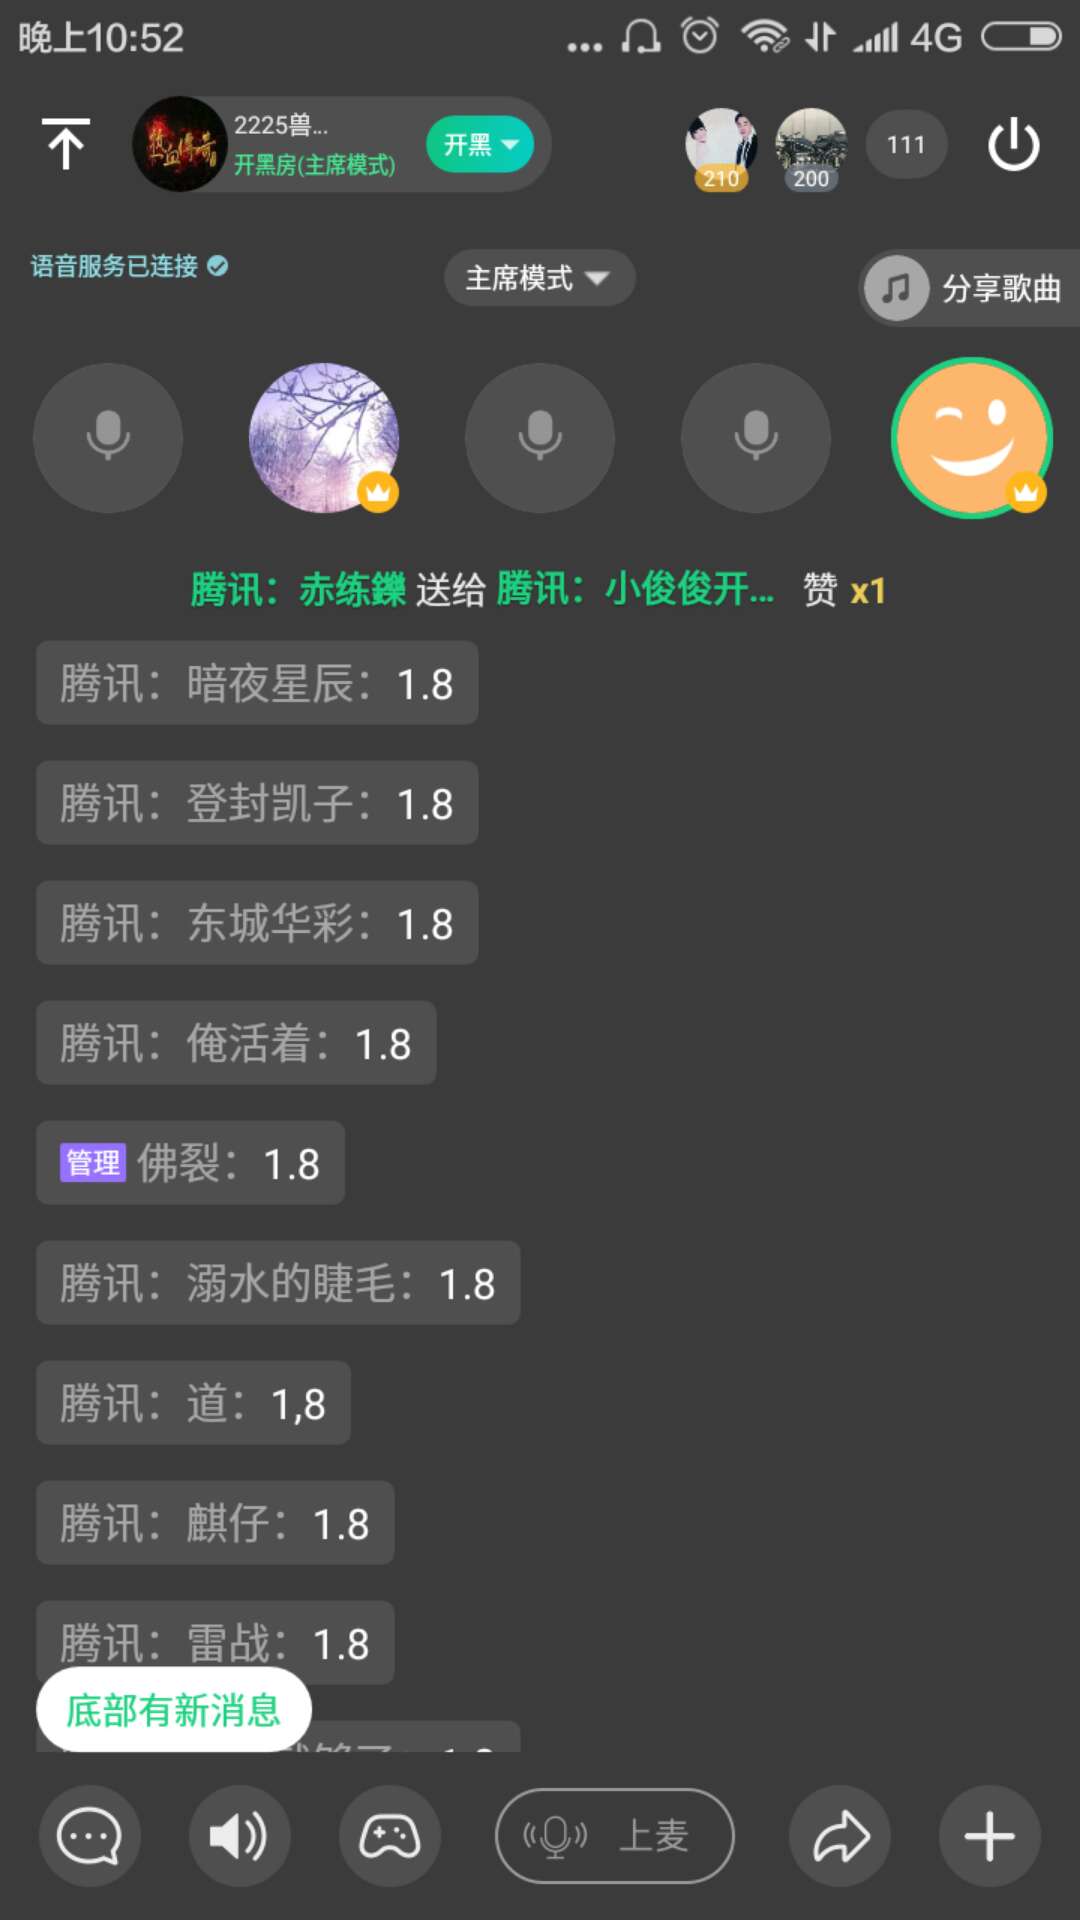 晚上10:52
4G
热血传奇
2225兽...
开黑房(主席模式)
开黑
210
200
111
语音服务已连接
主席模式
分享歌曲
腾讯：赤练鑠 送给 腾讯：小俊俊开... 赞 x1
腾讯：暗夜星辰：1.8
腾讯：登封凯子：1.8
腾讯：东城华彩：1.8
腾讯：俺活着：1.8
管理 佛裂：1.8
腾讯：溺水的睫毛：1.8
腾讯：道：1,8
腾讯：麒仔：1.8
腾讯：雷战：1.8
底部有新消息
上麦